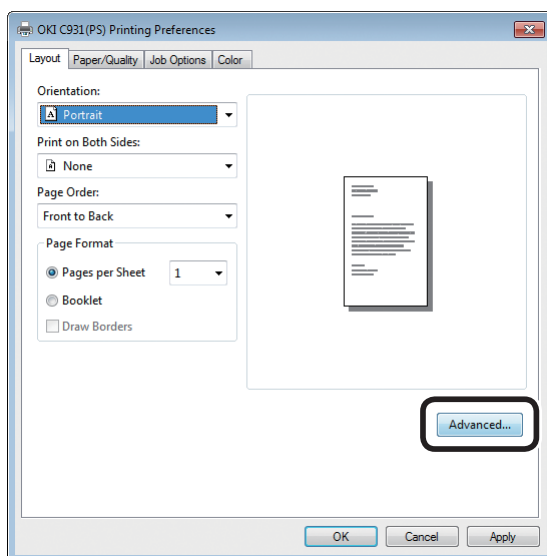 OKI C931(PS) Printing Preferences
Layout Paper/Quality Job Options Color
Orientation:
Portrait
Print on Both Sides:
None
Page Order:
Front to Back
Page Format
Pages per Sheet 1
Booklet
Draw Borders
Advanced...
OK Cancel Apply